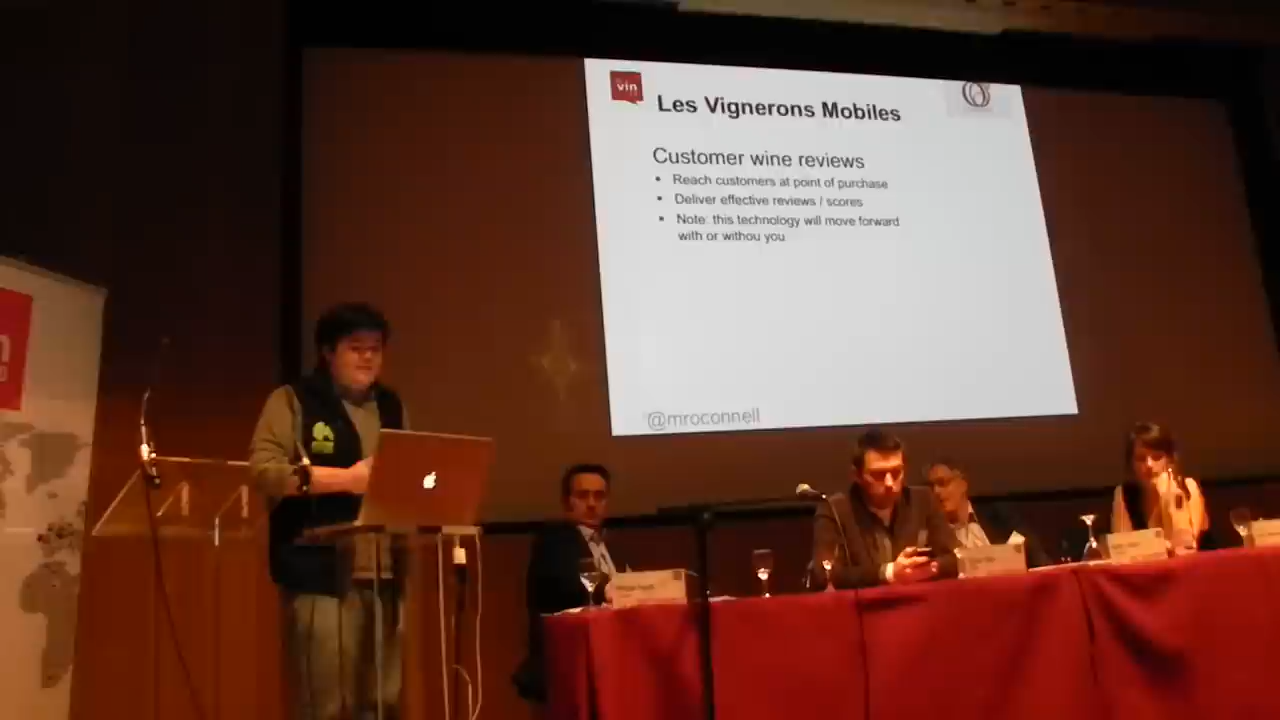 vin
Les Vignerons Mobiles
Customer wine reviews
Reach customers at point of purchase
Deliver effective reviews / scores
Note: this technology will move forward
with or withou you
@mroconnell